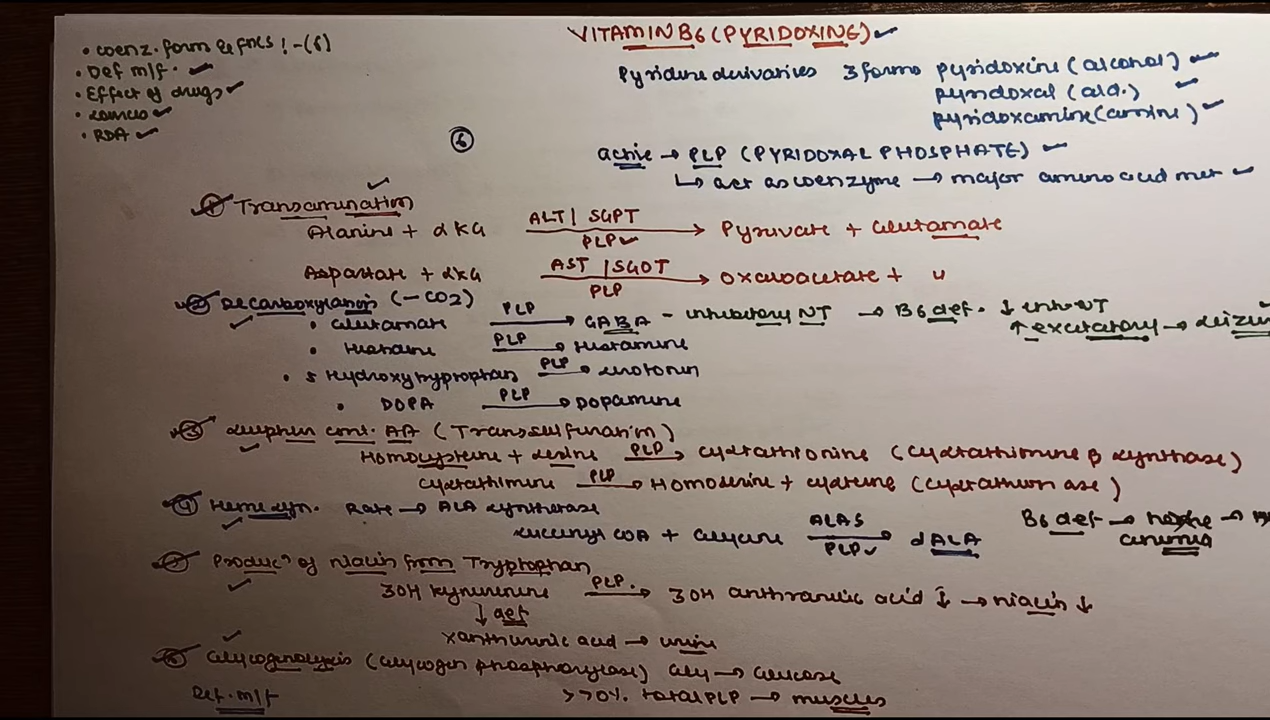 VITAMIN B6 (PYRIDOXING)
• coenz. form & fncs ! - (6)
• Def m/f.
• Effect of drugs
• RDA
Pyridine derivatives 3 forms pyridoxine (alcohol)
pyridoxal (ald.)
pyridoxamine (amine)
6
active → PLP (PYRIDOXAL PHOSPHATE)
↳ act as coenzyme → major amino acid met
① Transamination
Alanine + αKG ALT | SGPT PLP → Pyruvate + Glutamate
Aspartate + αKG AST | SGOT PLP → Oxaloacetate + "
② Decarboxylation (-CO2)
• Glutamate PLP → GABA - inhibitory NT → B6 def. ↓ inh. NT
↑ excitatory →
• Histidine PLP → Histamine
• 5 Hydroxytryptophan PLP → serotonin
• DOPA PLP → Dopamine
③ sulphur cont. AA (Transsulfuration)
Homocysteine + serine PLP → cystathionine (cystathionine β synthase)
cystathionine PLP → Homoserine + cysteine (cystathionase)
④ Heme syn. Rate → ALA synthetase
succinyl COA + Glycine ALAS PLP → dALA
B6 def → →
anemia
⑤ Product⁰ of niacin from Tryptophan
3OH kynurenine PLP. → 3OH anthranilic acid ↓ → niacin ↓
↓ def
xanthurenic acid → urine
⑥ Glycogenolysis (Glycogen phosphorylase) Gly → Glucose
Def. m/f >70% total PLP → muscles